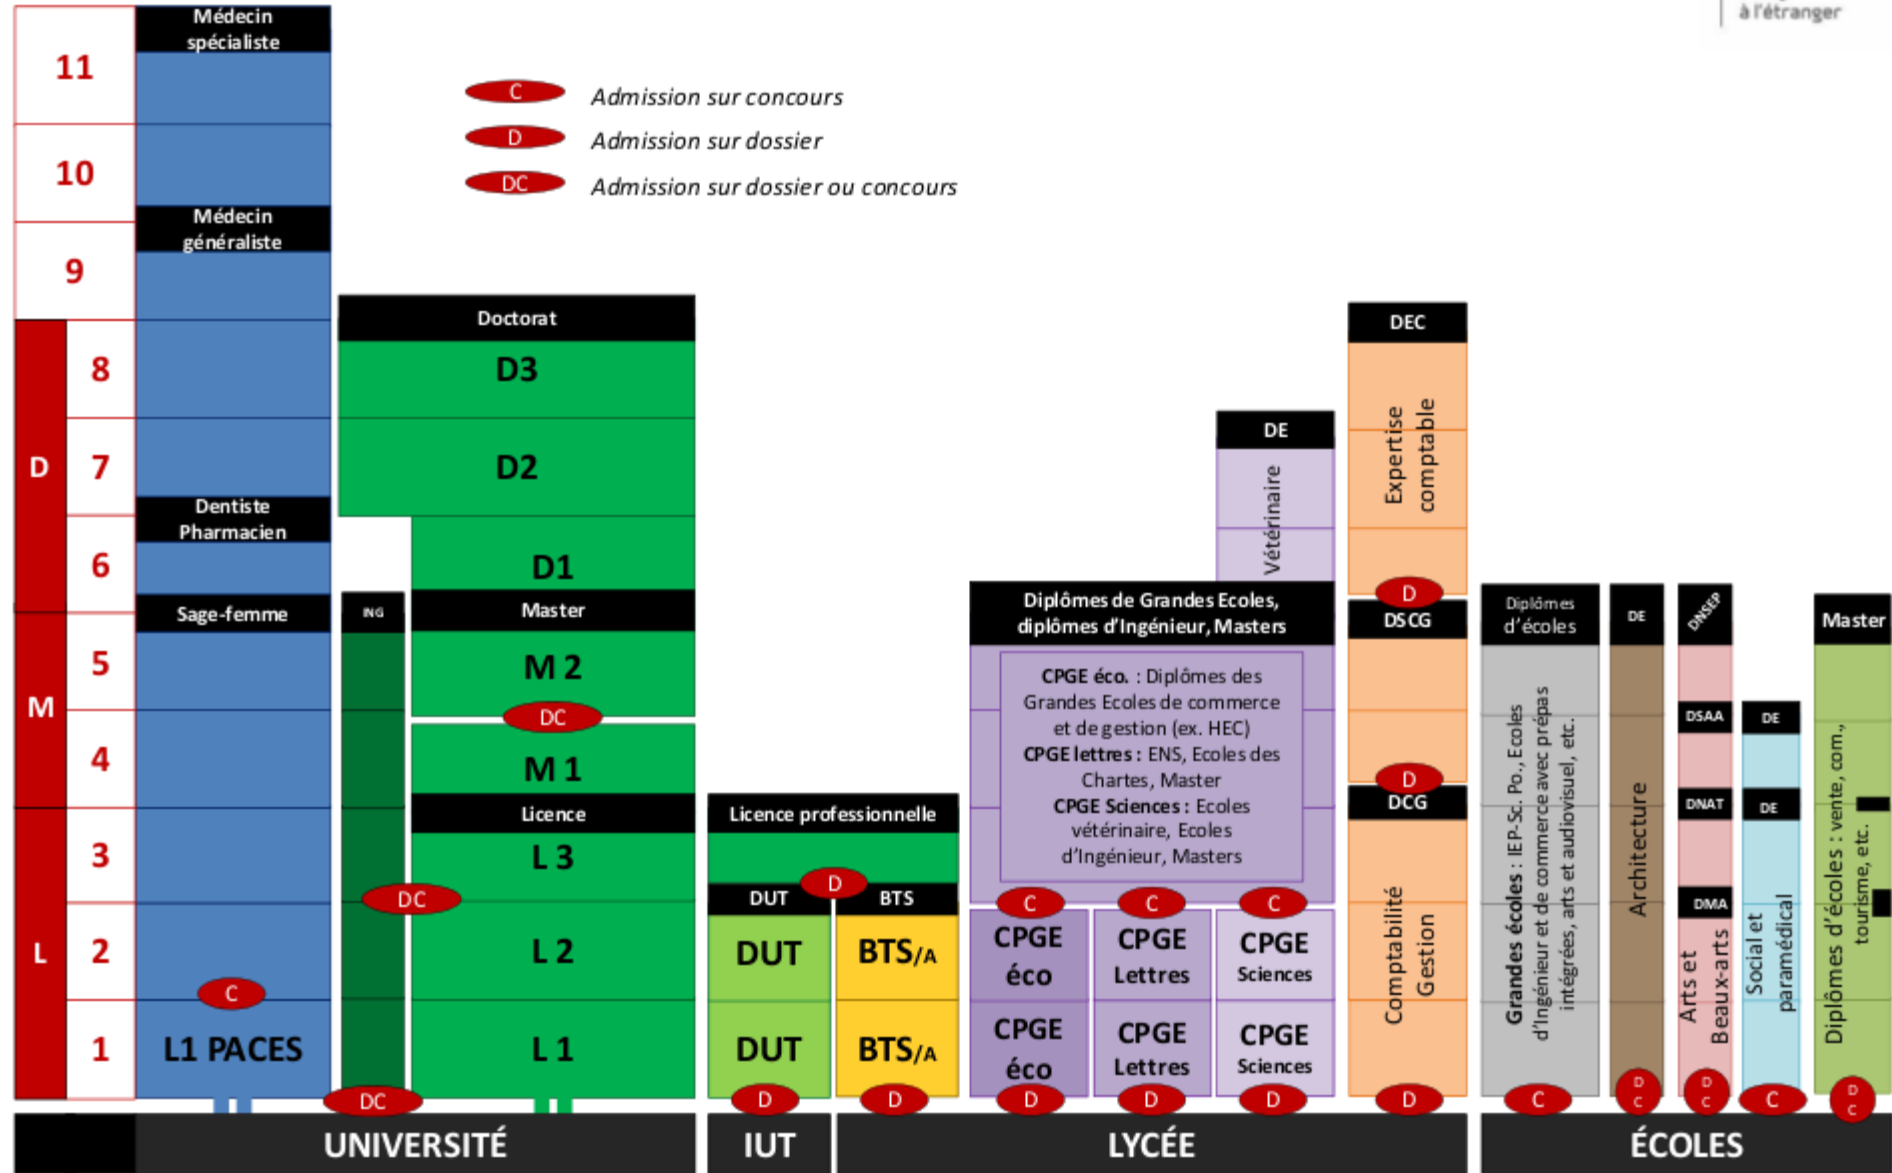 à l'étranger
C Admission sur concours
D Admission sur dossier
DC Admission sur dossier ou concours
11
10
9
8
7
6
5
4
3
2
1
D
M
L
Médecin
spécialiste
Médecin
généraliste
Dentiste
Pharmacien
Sage-femme
C
L1 PACES
ING
DC
DC
Doctorat
D3
D2
D1
Master
M 2
DC
M 1
Licence
L 3
L 2
L 1
Licence professionnelle
D
DUT
BTS
DUT
BTS/A
DUT
BTS/A
D
D
DE
Vétérinaire
Diplômes de Grandes Ecoles,
diplômes d'Ingénieur, Masters
CPGE éco. : Diplômes des
Grandes Ecoles de commerce
et de gestion (ex. HEC)
CPGE lettres : ENS, Ecoles des
Chartes, Master
CPGE Sciences : Ecoles
vétérinaire, Ecoles
d'Ingénieur, Masters
C
C
C
CPGE
éco
CPGE
Lettres
CPGE
Sciences
CPGE
éco
CPGE
Lettres
CPGE
Sciences
D
D
D
DEC
Expertise
comptable
D
DSCG
D
DCG
Comptabilité
Gestion
D
Diplômes
d'écoles
Grandes écoles : IEP-Sc. Po., Ecoles
d'Ingénieur et de commerce avec prépas
intégrées, arts et audiovisuel, etc.
C
DE
Architecture
D
C
DNSEP
DSAA
DNAT
DMA
Arts et
Beaux-arts
D
C
DE
DE
Social et
paramédical
C
Master
Diplômes d'écoles : vente, com.,
tourisme, etc.
D
C
UNIVERSITÉ
IUT
LYCÉE
ÉCOLES